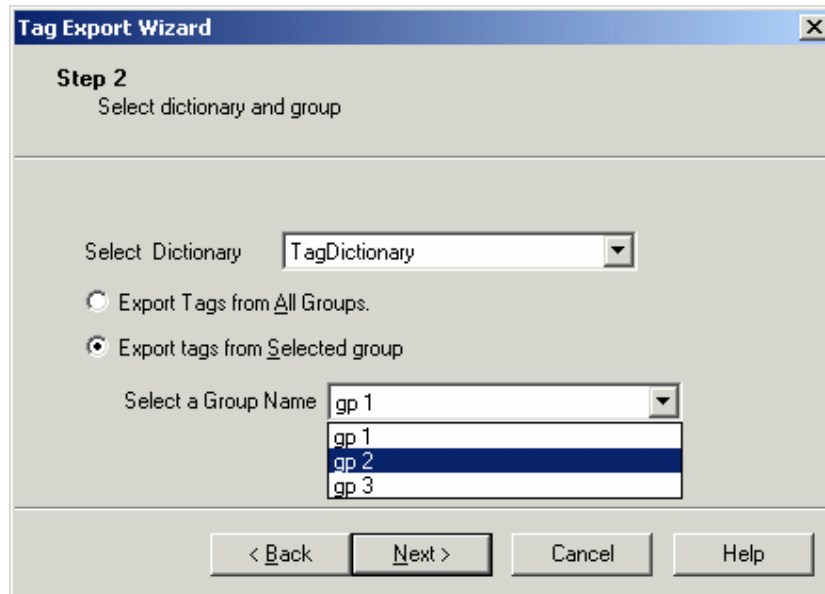 Tag Export Wizard
Step 2
Select dictionary and group
Select Dictionary TagDictionary
Export Tags from All Groups.
Export tags from Selected group
Select a Group Name gp 1
gp 1
gp 2
gp 3
< Back Next > Cancel Help